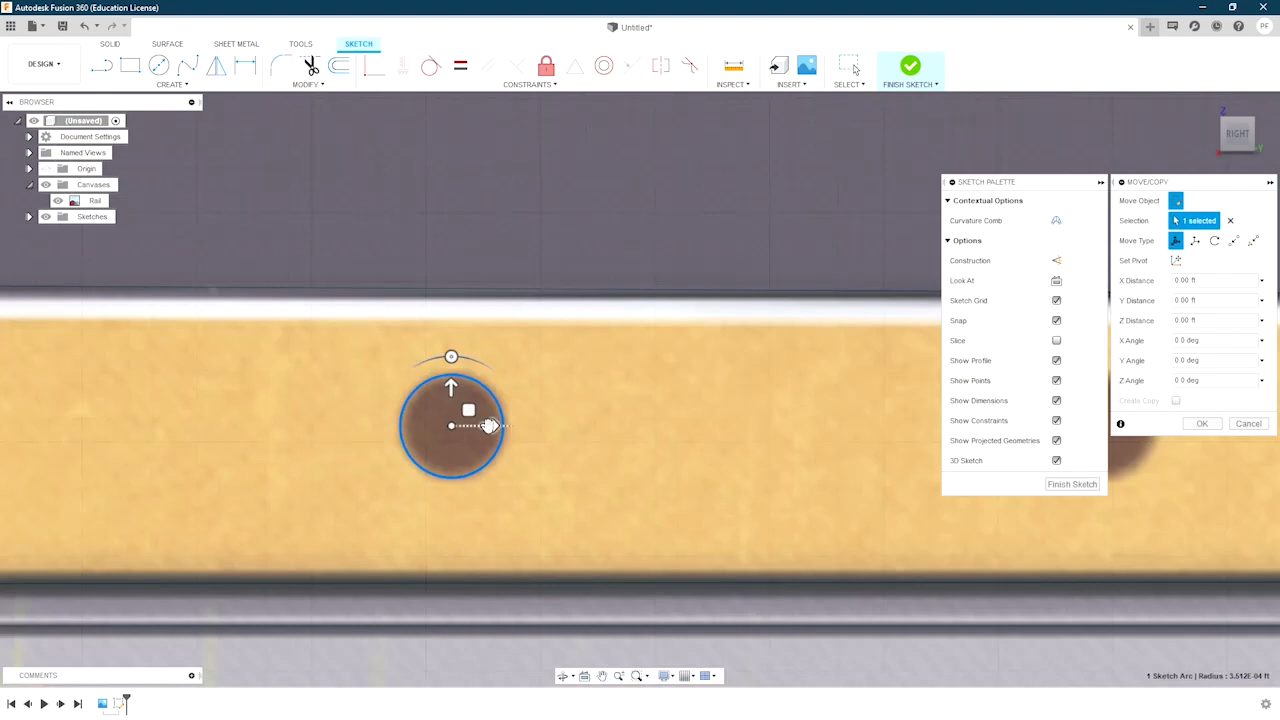 Autodesk Fusion 360 (Education License)
Untitled*
PF
SOLID SURFACE SHEET METAL TOOLS SKETCH
DESIGN
CREATE MODIFY CONSTRAINTS INSPECT INSERT SELECT FINISH SKETCH
BROWSER
(Unsaved)
Document Settings
Named Views
Origin
Canvases
Rail
Sketches
Z
RIGHT
Y
X
SKETCH PALETTE
Contextual Options
Curvature Comb
Options
Construction
Look At
Sketch Grid
Snap
Slice
Show Profile
Show Points
Show Dimensions
Show Constraints
Show Projected Geometries
3D Sketch
Finish Sketch
MOVE/COPY
Move Object
Selection 1 selected
Move Type
Set Pivot
X Distance 0.00 ft
Y Distance 0.00 ft
Z Distance 0.00 ft
X Angle 0.0 deg
Y Angle 0.0 deg
Z Angle 0.0 deg
Create Copy
OK Cancel
COMMENTS
1 Sketch Arc | Radius : 3.512E-04 ft